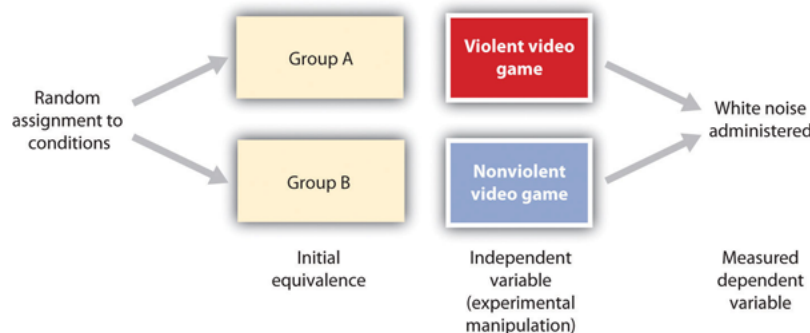 Random
assignment to
conditions
Group A
Group B
Violent video
game
Nonviolent
video game
White noise
administered
Initial
equivalence
Independent
variable
(experimental
manipulation)
Measured
dependent
variable